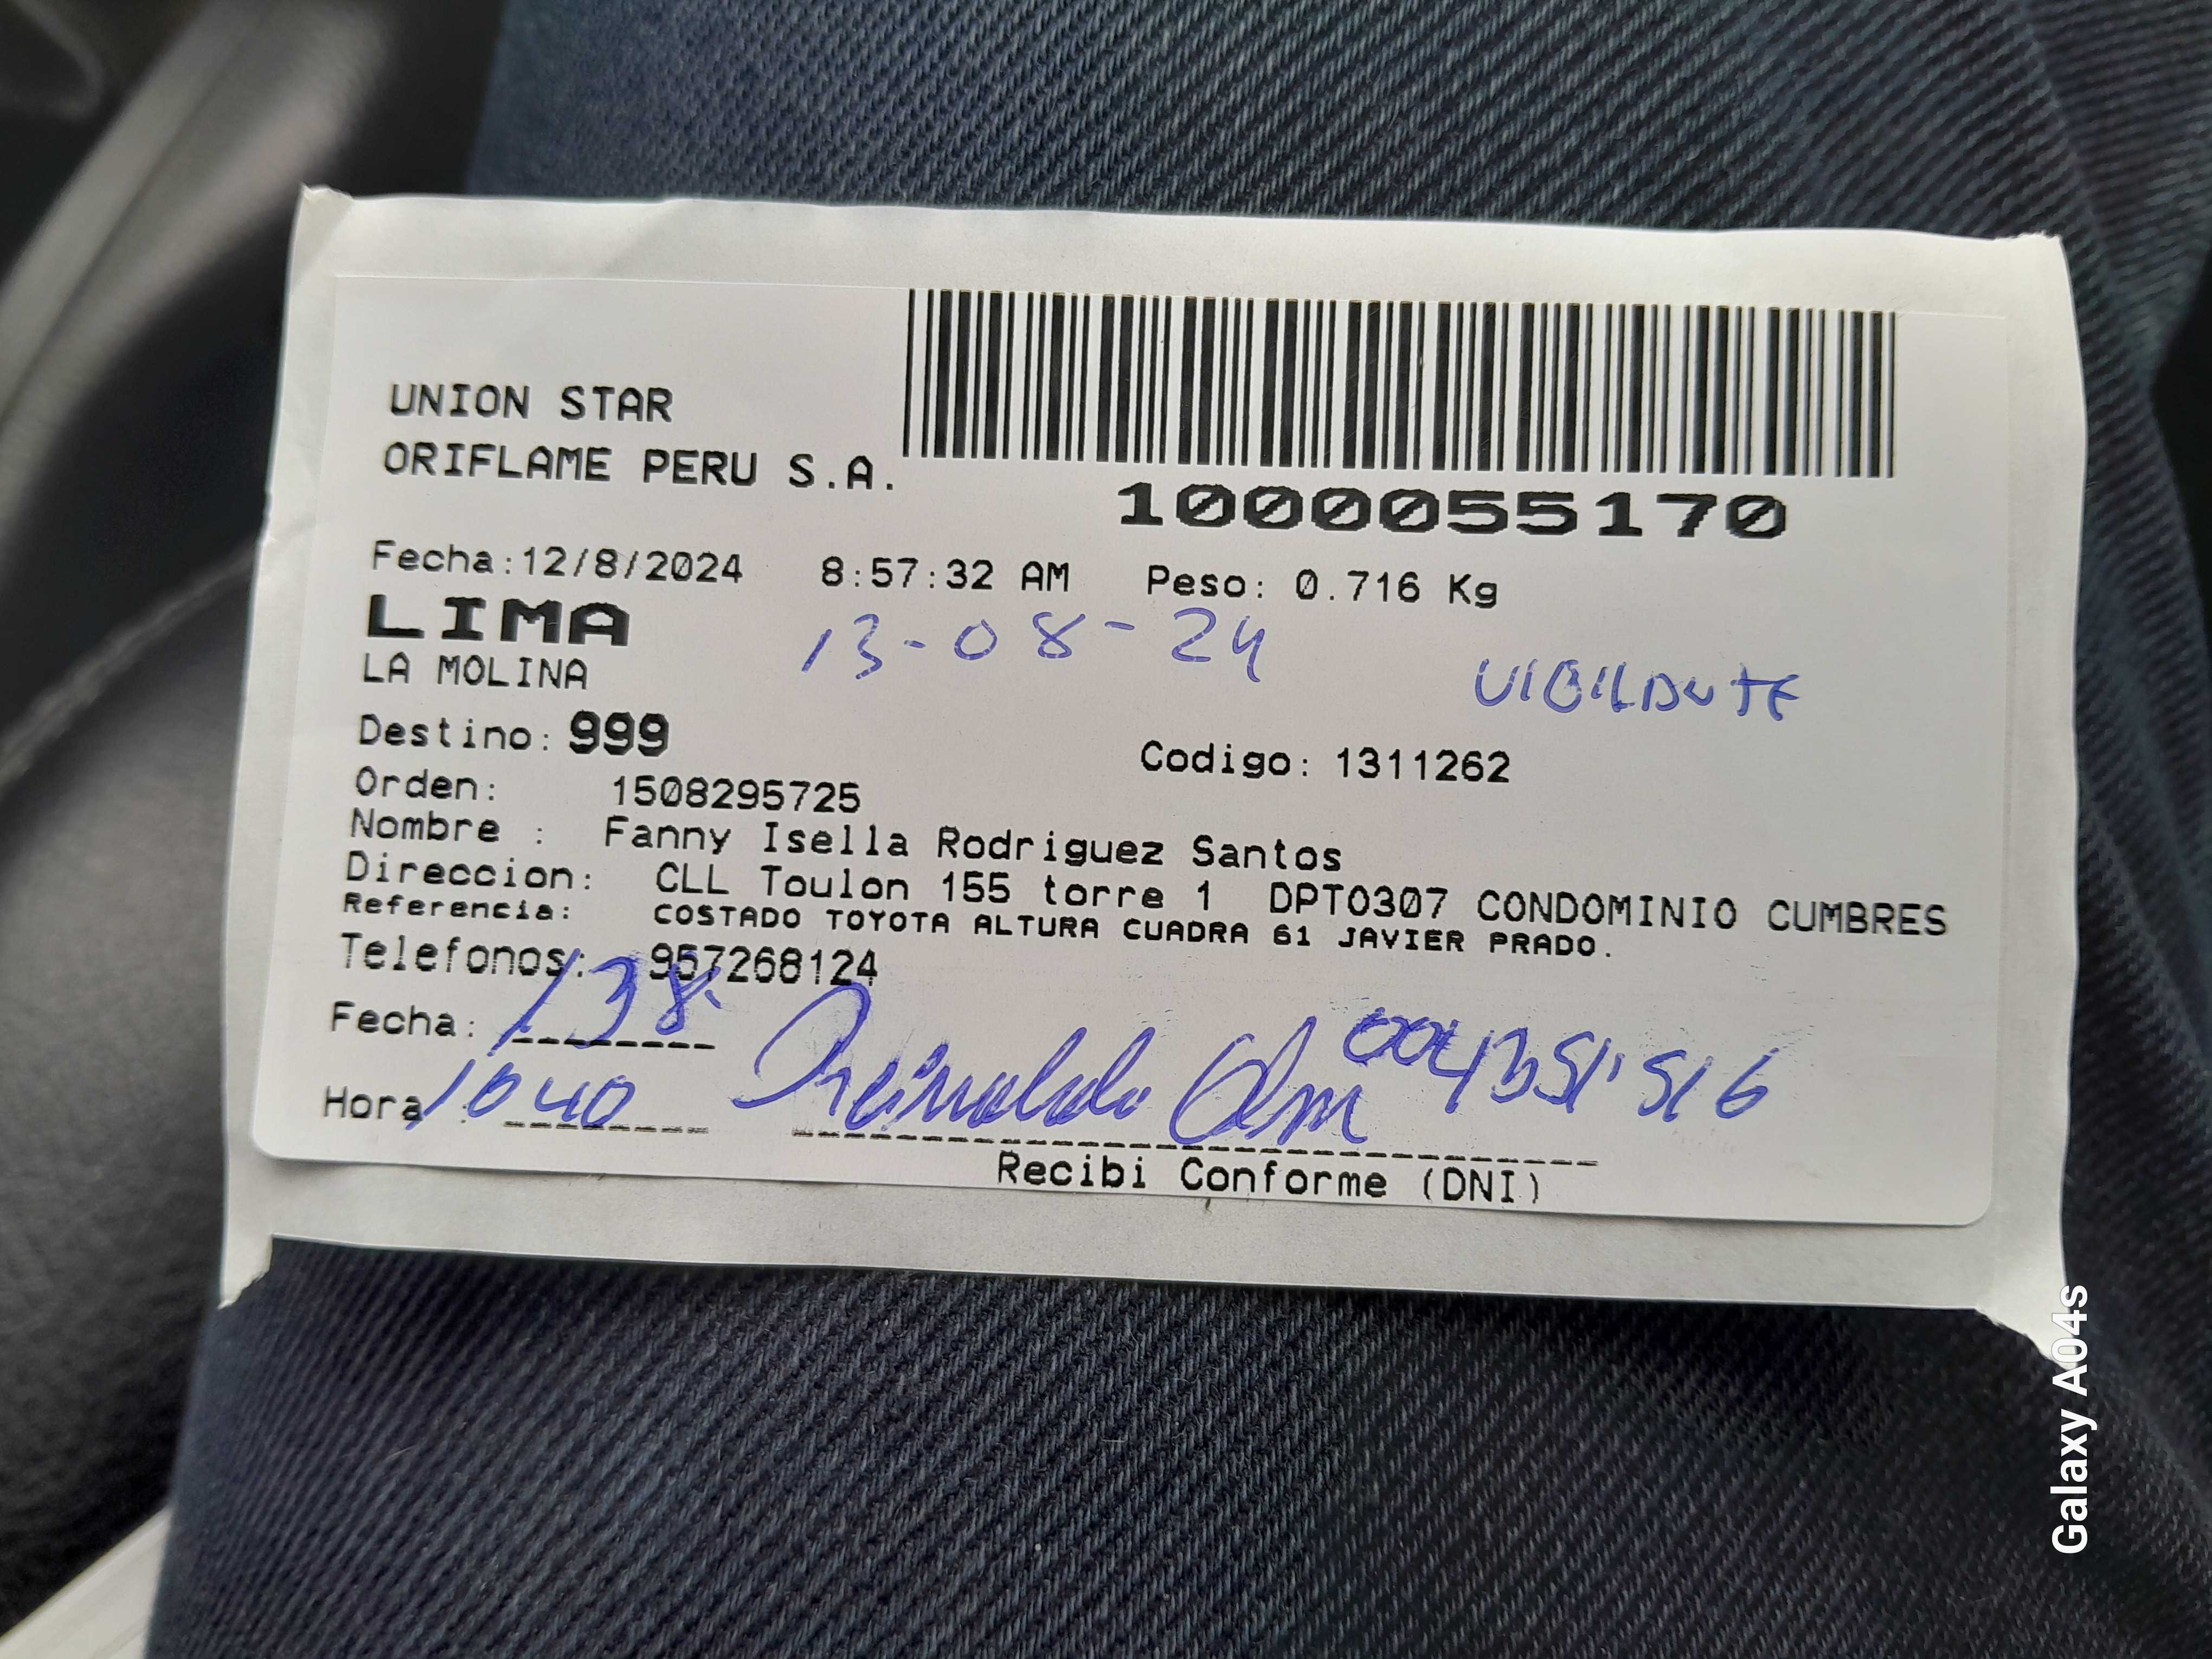 UNION STAR
ORIFLAME PERU S.A.
1000055170
Fecha:12/8/2024 8:57:32 AM Peso: 0.716 Kg
LIMA
13-08-24
LA MOLINA
VIGILANTE
Destino: 999
Codigo: 1311262
Orden: 1508295725
Nombre : Fanny Isella Rodriguez Santos
Direccion: CLL Toulon 155 torre 1 DPTO307 CONDOMINIO CUMBRES
Referencia: COSTADO TOYOTA ALTURA CUADRA 61 JAVIER PRADO.
Telefonos: 957268124
Fecha: 138
Hora 1040
Recibi Conforme (DNI)
Galaxy A04s